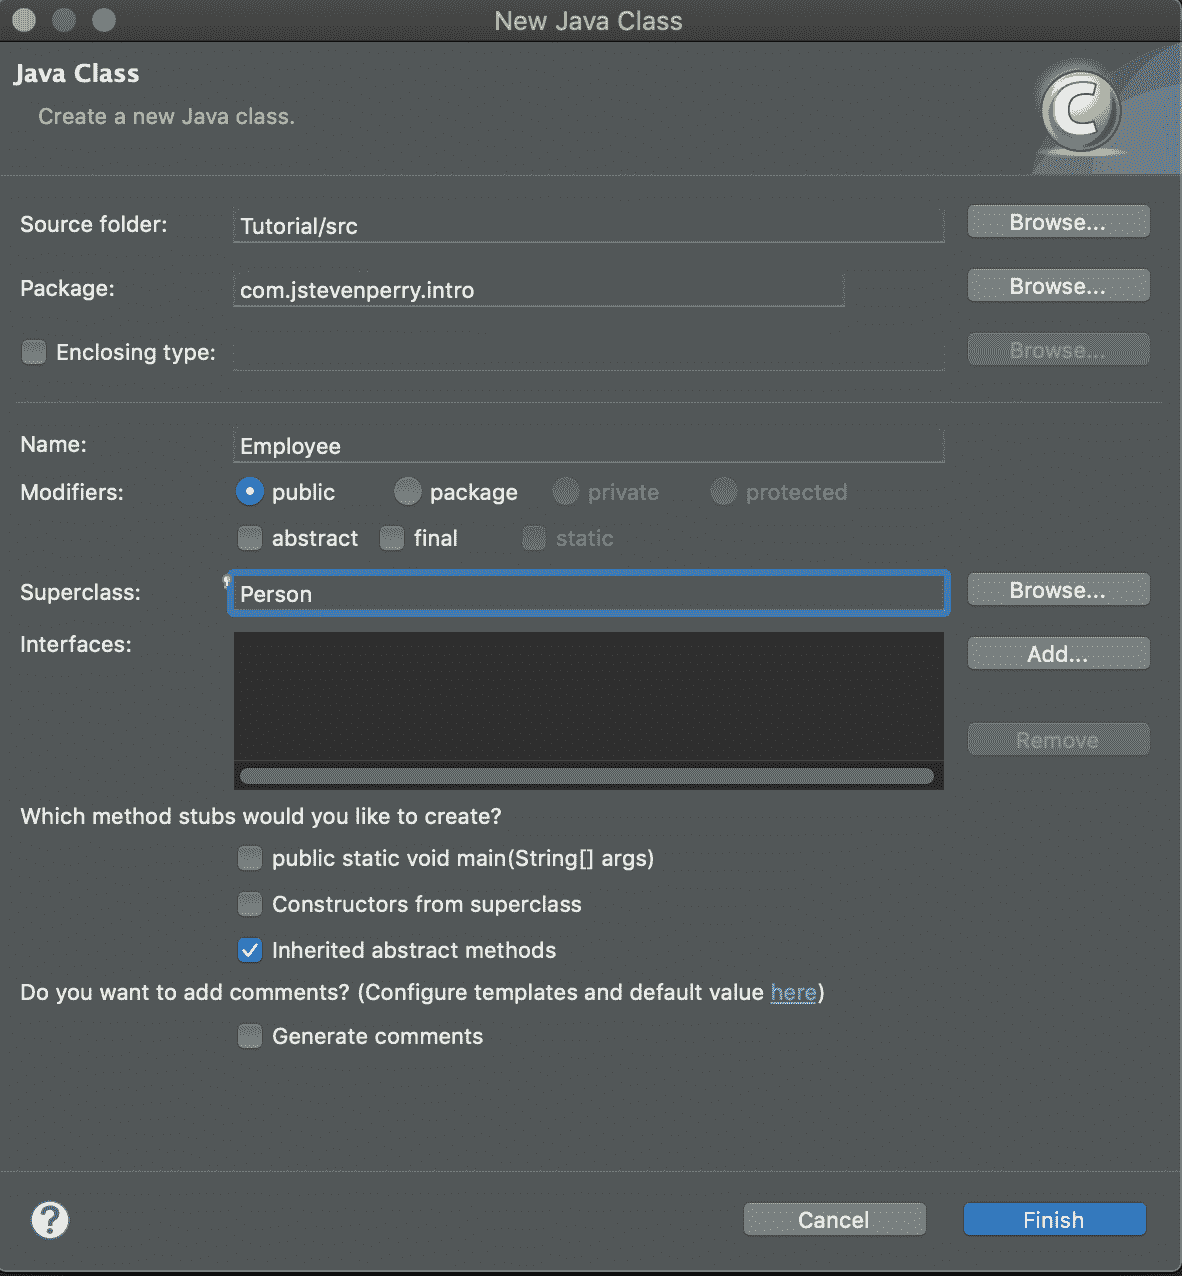 New Java Class
Java Class
Create a new Java class.
C
Source folder: Tutorial/src Browse...
Package: com.jstevenperry.intro Browse...
Enclosing type: Browse...
Name: Employee
Modifiers: public package private protected
abstract final static
Superclass: Person Browse...
Interfaces: Add...
Remove
Which method stubs would you like to create?
public static void main(String[] args)
Constructors from superclass
Inherited abstract methods
Do you want to add comments? (Configure templates and default value here)
Generate comments
? Cancel Finish